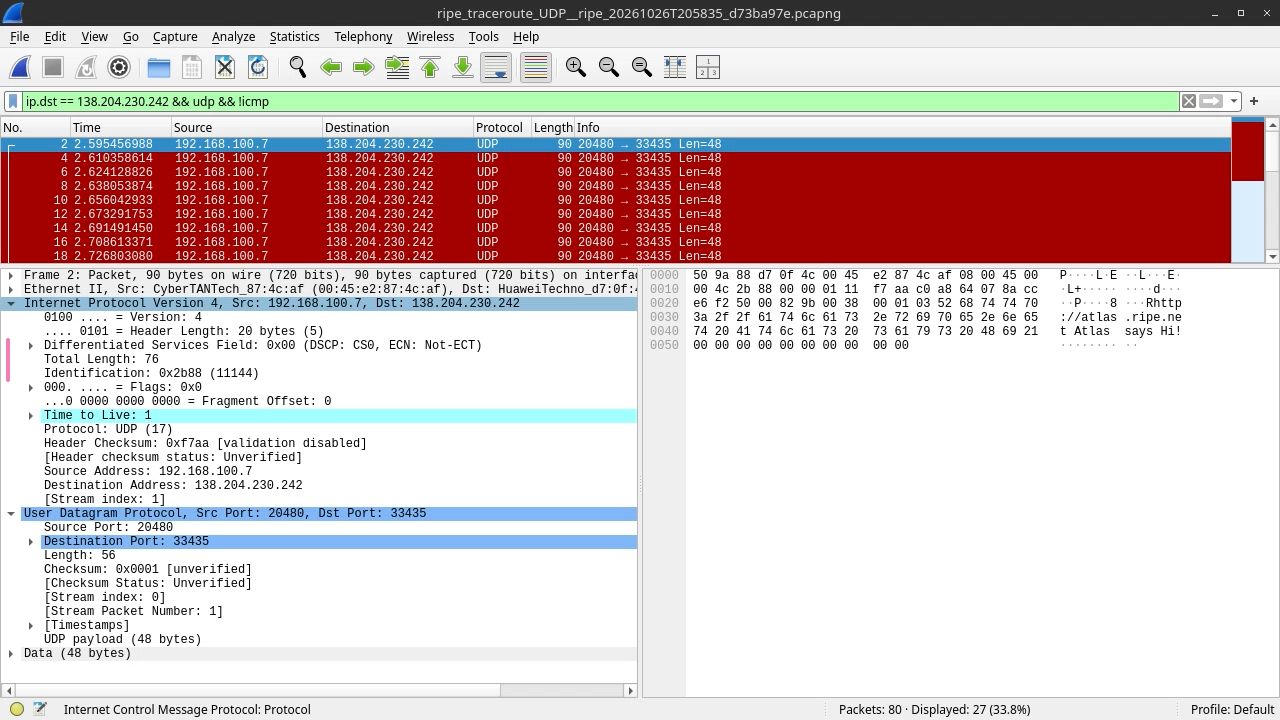 ripe_traceroute_UDP__ripe_20261026T205835_d73ba97e.pcapng
File Edit View Go Capture Analyze Statistics Telephony Wireless Tools Help
ip.dst == 138.204.230.242 && udp && !icmp
No. Time Source Destination Protocol Length Info
2 2.595456988 192.168.100.7 138.204.230.242 UDP 90 20480 → 33435 Len=48
4 2.610358614 192.168.100.7 138.204.230.242 UDP 90 20480 → 33435 Len=48
6 2.624128826 192.168.100.7 138.204.230.242 UDP 90 20480 → 33435 Len=48
8 2.638053874 192.168.100.7 138.204.230.242 UDP 90 20480 → 33435 Len=48
10 2.656042933 192.168.100.7 138.204.230.242 UDP 90 20480 → 33435 Len=48
12 2.673291753 192.168.100.7 138.204.230.242 UDP 90 20480 → 33435 Len=48
14 2.691491450 192.168.100.7 138.204.230.242 UDP 90 20480 → 33435 Len=48
16 2.708613371 192.168.100.7 138.204.230.242 UDP 90 20480 → 33435 Len=48
18 2.726803080 192.168.100.7 138.204.230.242 UDP 90 20480 → 33435 Len=48
Frame 2: Packet, 90 bytes on wire (720 bits), 90 bytes captured (720 bits) on interfac
Ethernet II, Src: CyberTANTech_87:4c:af (00:45:e2:87:4c:af), Dst: HuaweiTechno_d7:0f:4
Internet Protocol Version 4, Src: 192.168.100.7, Dst: 138.204.230.242
0100 .... = Version: 4
.... 0101 = Header Length: 20 bytes (5)
Differentiated Services Field: 0x00 (DSCP: CS0, ECN: Not-ECT)
Total Length: 76
Identification: 0x2b88 (11144)
000. .... = Flags: 0x0
...0 0000 0000 0000 = Fragment Offset: 0
Time to Live: 1
Protocol: UDP (17)
Header Checksum: 0xf7aa [validation disabled]
[Header checksum status: Unverified]
Source Address: 192.168.100.7
Destination Address: 138.204.230.242
[Stream index: 1]
User Datagram Protocol, Src Port: 20480, Dst Port: 33435
Source Port: 20480
Destination Port: 33435
Length: 56
Checksum: 0x0001 [unverified]
[Checksum Status: Unverified]
[Stream index: 0]
[Stream Packet Number: 1]
[Timestamps]
UDP payload (48 bytes)
Data (48 bytes)
0000 50 9a 88 d7 0f 4c 00 45 e2 87 4c af 08 00 45 00 P····L·E ··L···E·
0010 00 4c 2b 88 00 00 01 11 f7 aa c0 a8 64 07 8a cc ·L+····· ····d···
0020 e6 f2 50 00 82 9b 00 38 00 01 03 52 68 74 74 70 ··P····8 ···Rhttp
0030 3a 2f 2f 61 74 6c 61 73 2e 72 69 70 65 2e 6e 65 ://atlas .ripe.ne
0040 74 20 41 74 6c 61 73 20 73 61 79 73 20 48 69 21 t Atlas says Hi!
0050 00 00 00 00 00 00 00 00 00 00 ········ ··
Internet Control Message Protocol: Protocol
Packets: 80 · Displayed: 27 (33.8%)
Profile: Default